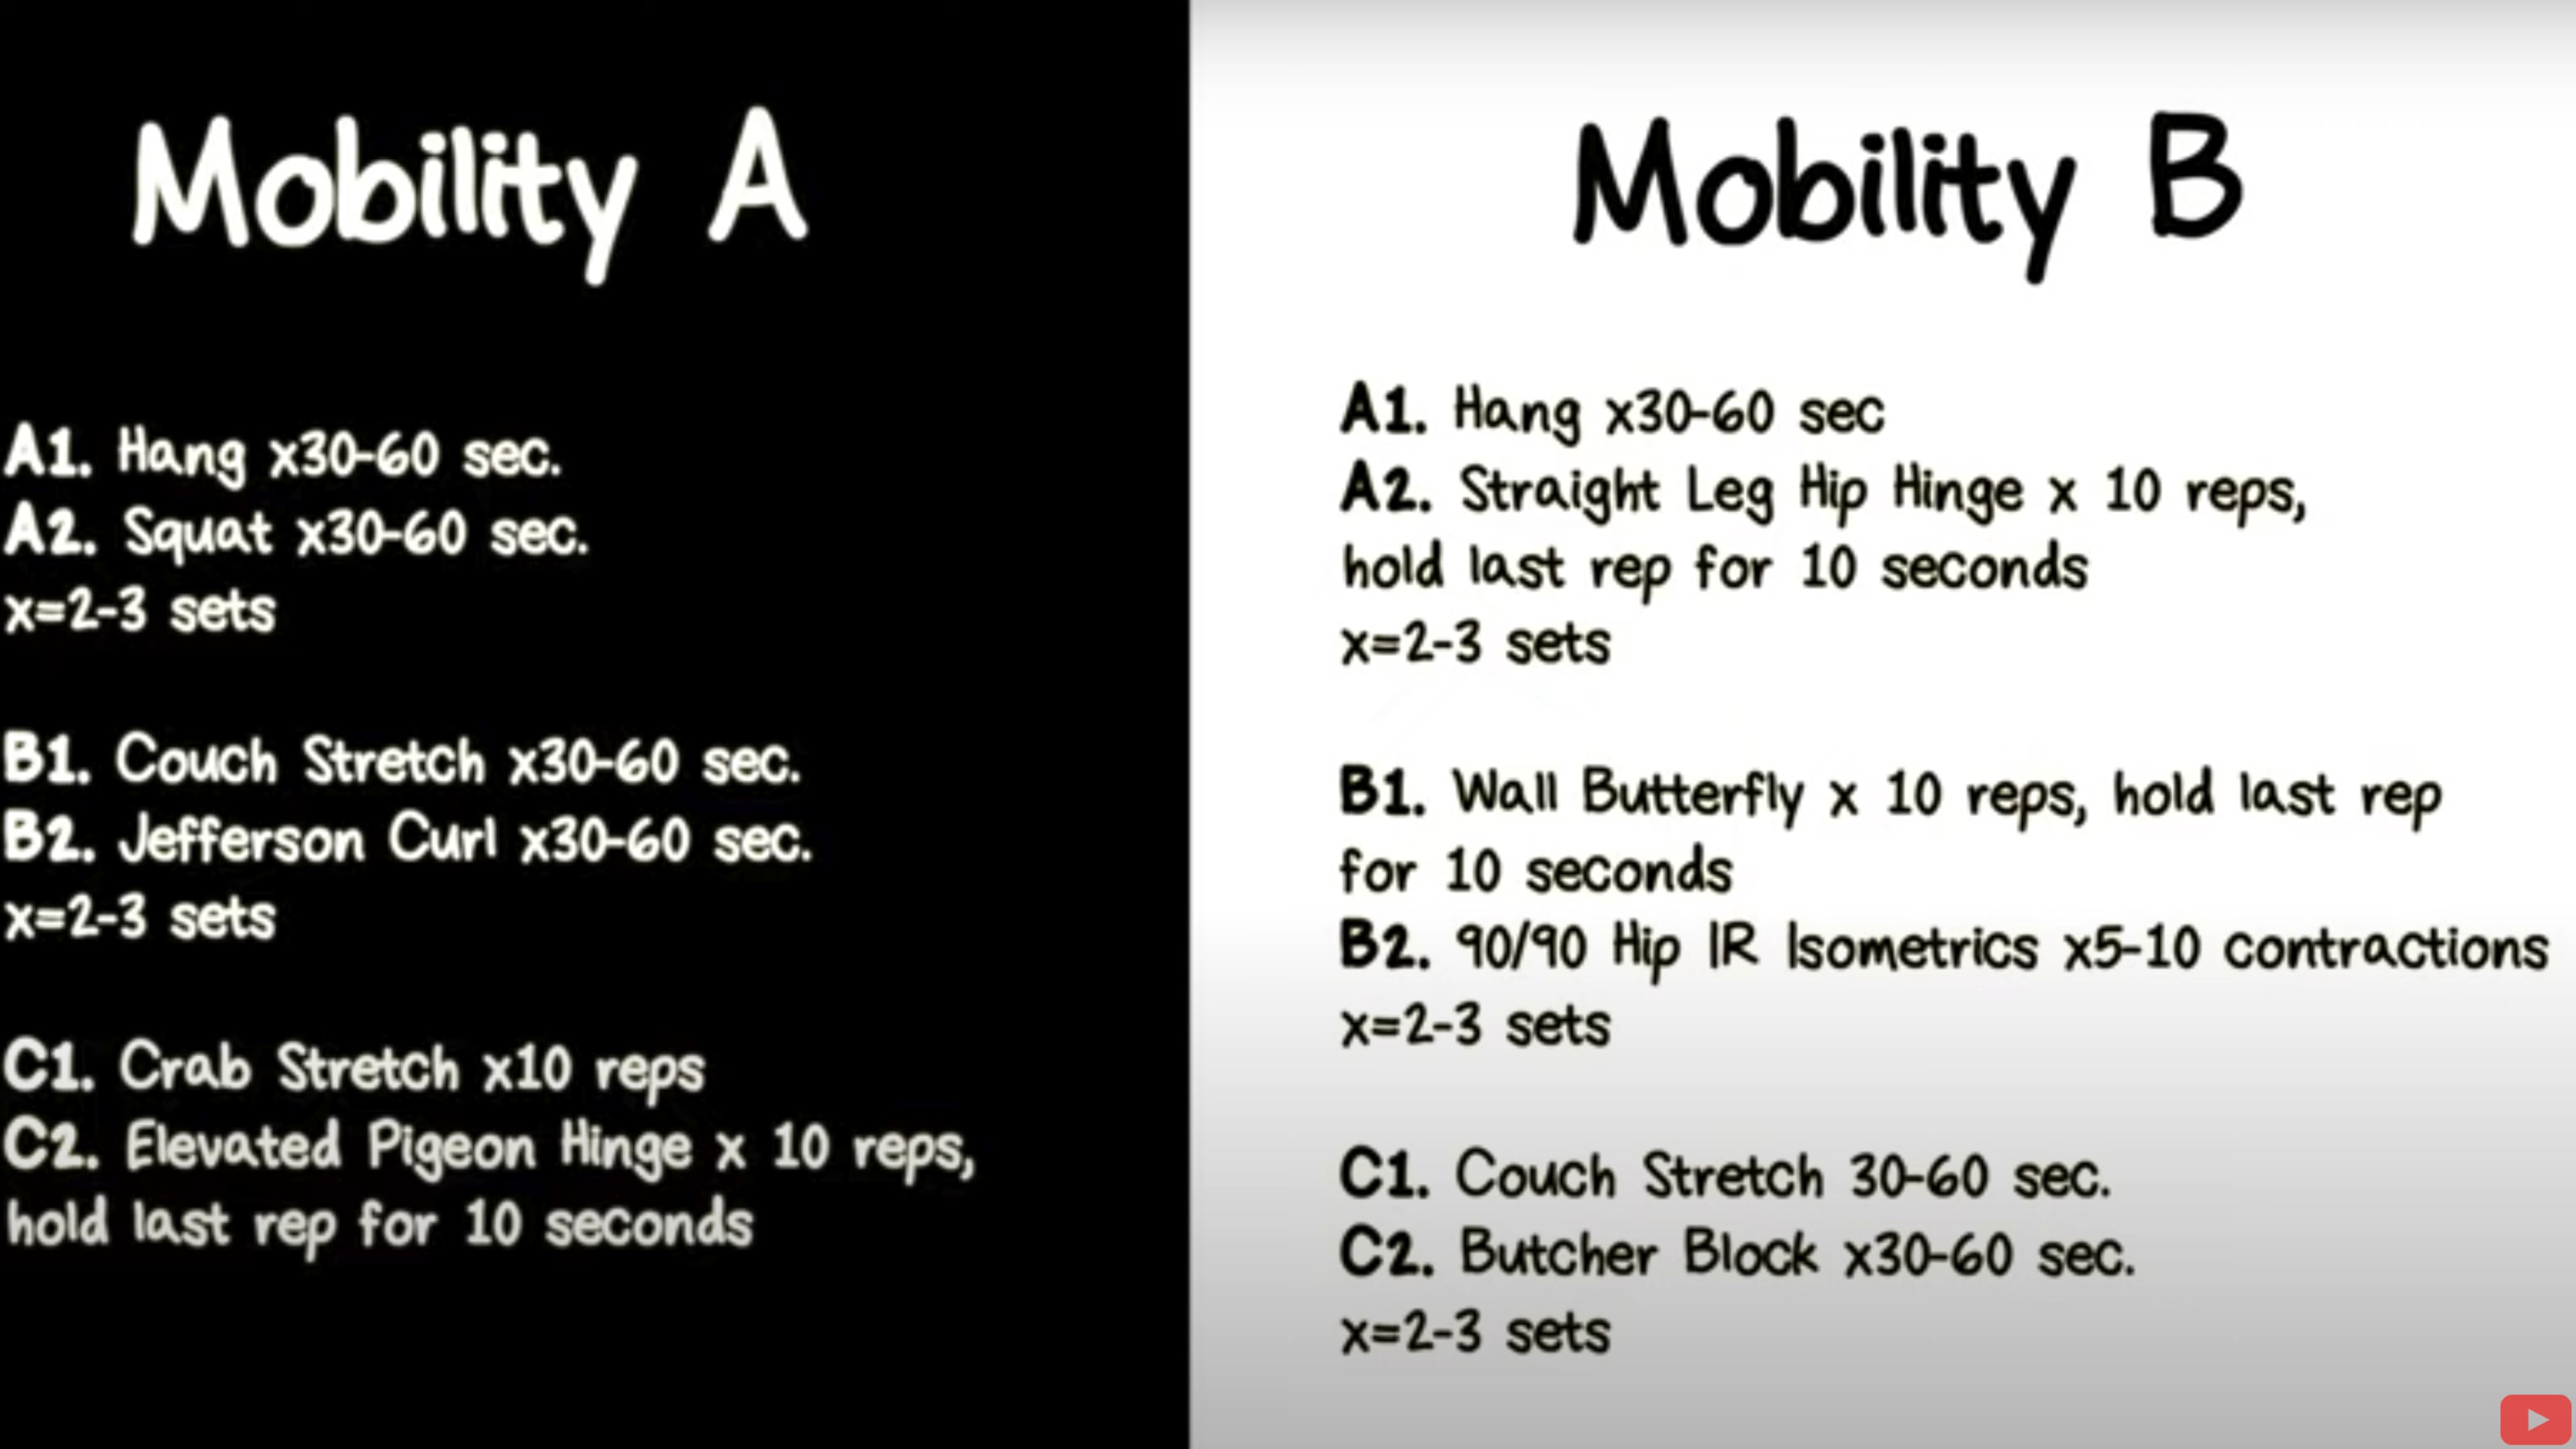 Mobility A
A1. Hang x30-60 sec.
A2. Squat x30-60 sec.
x=2-3 sets
B1. Couch Stretch x30-60 sec.
B2. Jefferson Curl x30-60 sec.
x=2-3 sets
C1. Crab Stretch x10 reps
C2. Elevated Pigeon Hinge x 10 reps,
hold last rep for 10 seconds
Mobility B
A1. Hang x30-60 sec
A2. Straight Leg Hip Hinge x 10 reps,
hold last rep for 10 seconds
x=2-3 sets
B1. Wall Butterfly x 10 reps, hold last rep
for 10 seconds
B2. 90/90 Hip IR Isometrics x5-10 contractions
x=2-3 sets
C1. Couch Stretch 30-60 sec.
C2. Butcher Block x30-60 sec.
x=2-3 sets